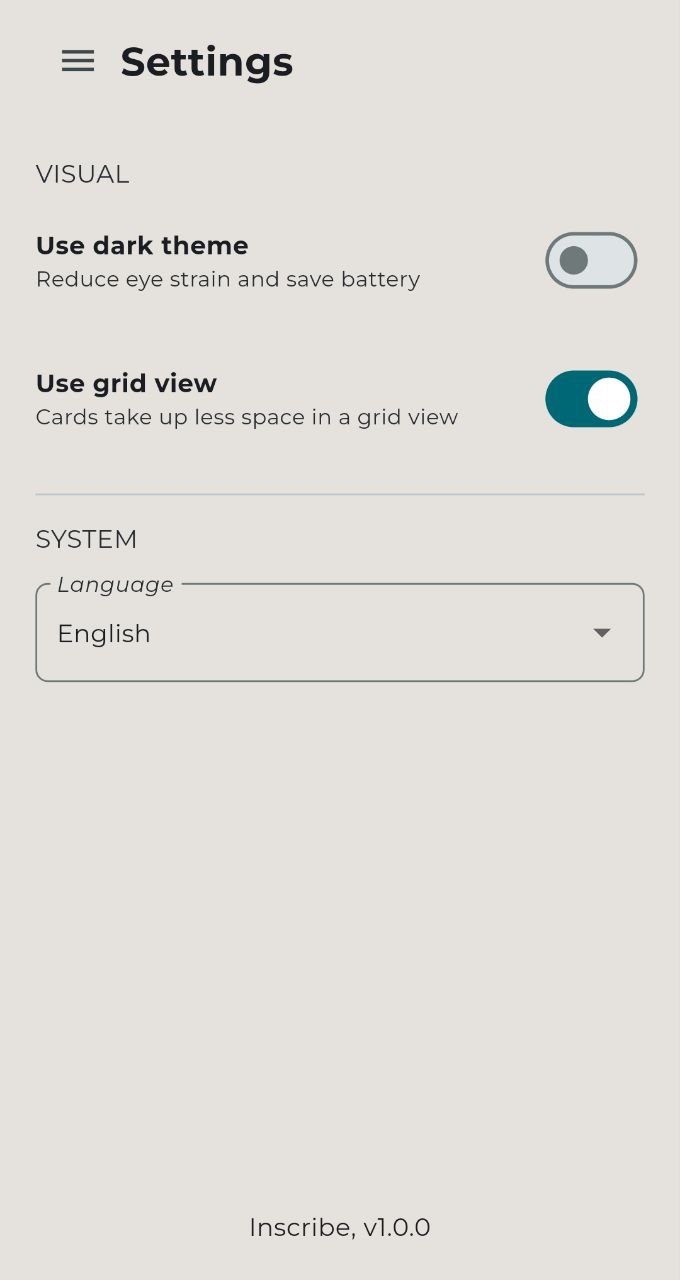 Settings
VISUAL
Use dark theme
Reduce eye strain and save battery
Use grid view
Cards take up less space in a grid view
SYSTEM
Language
English
Inscribe, v1.0.0